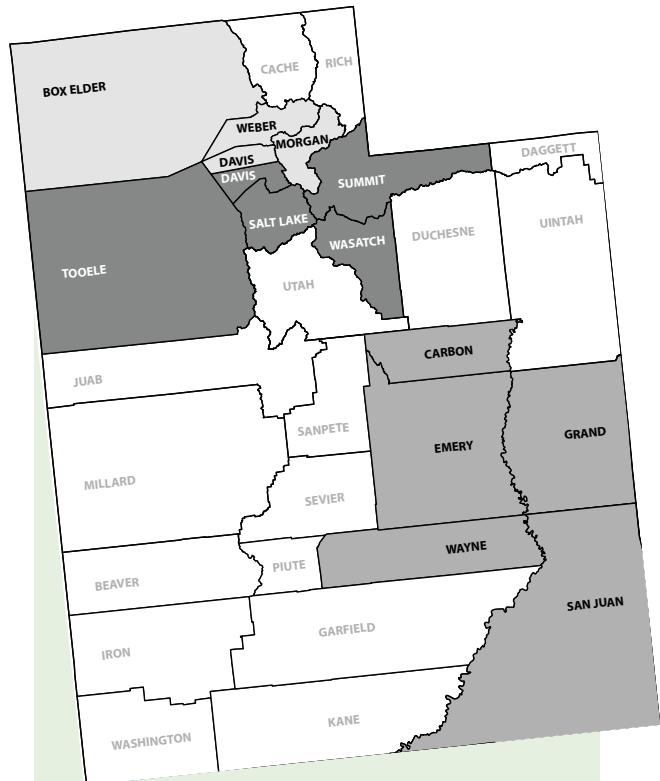 CACHE
RICH
BOX ELDER
WEBER
MORGAN
DAGGETT
DAVIS
DAVIS
SUMMIT
SALT LAKE
UINTAH
DUCHESNE
WASATCH
TOOELE
UTAH
CARBON
JUAB
SANPETE
GRAND
EMERY
MILLARD
SEVIER
WAYNE
PIUTE
BEAVER
SAN JUAN
GARFIELD
IRON
KANE
WASHINGTON